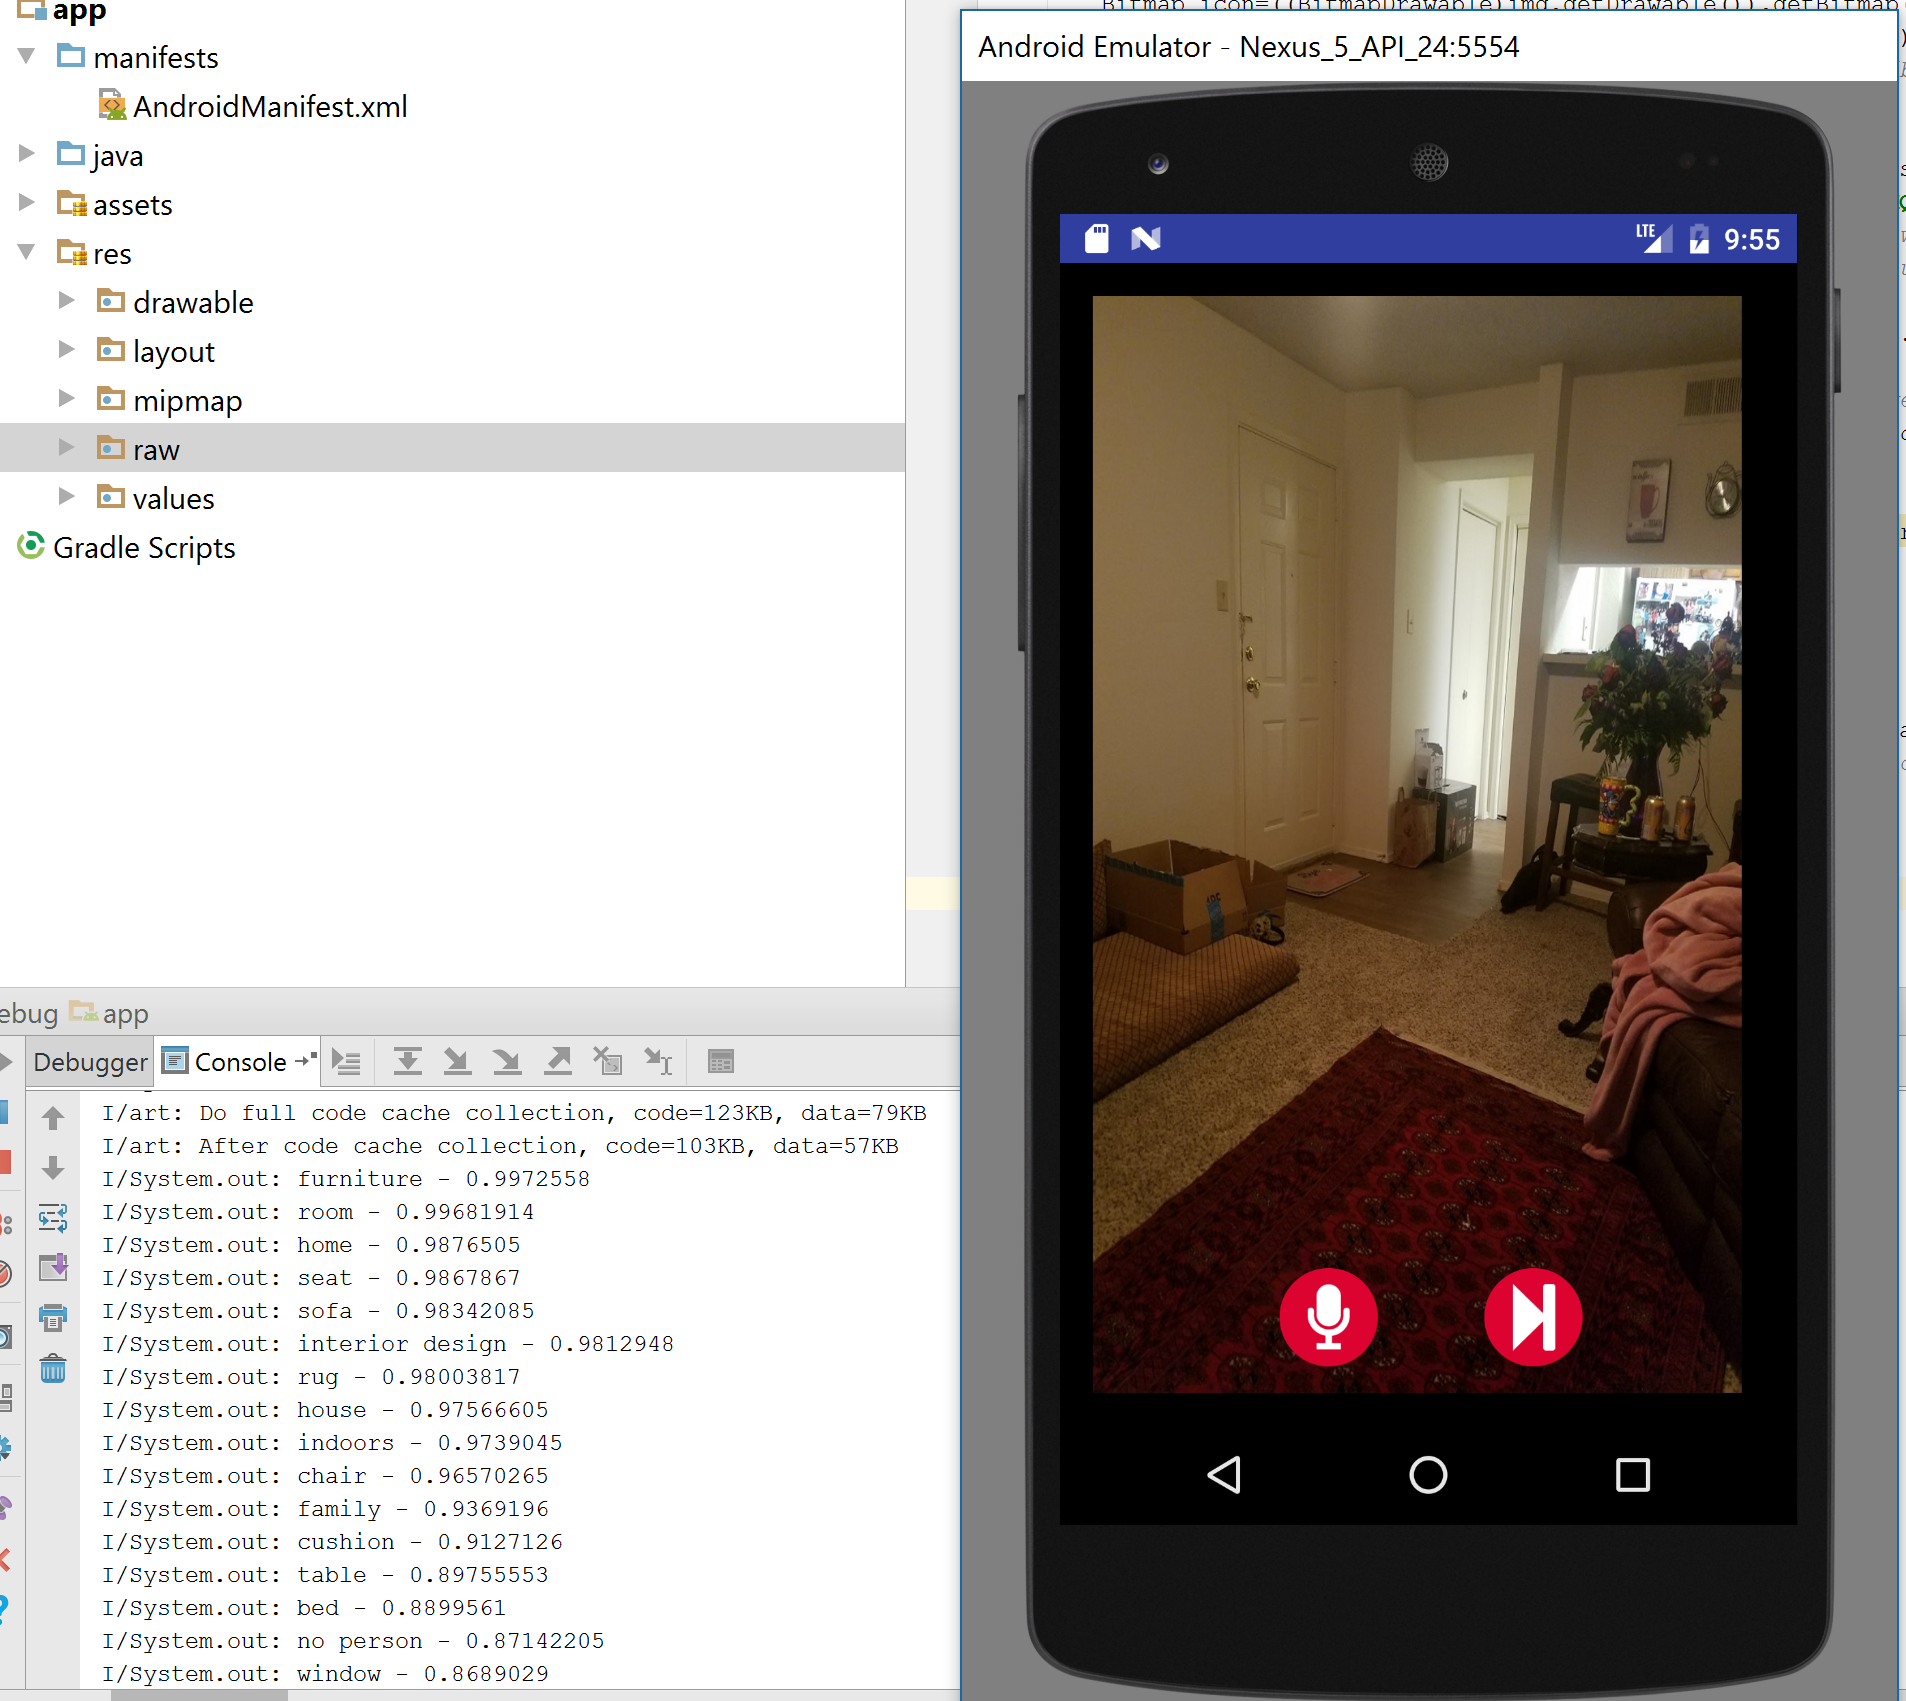 app
manifests
AndroidManifest.xml
java
assets
res
drawable
layout
mipmap
raw
values
Gradle Scripts
Bitmap icon=((BitmapDrawable)img.getDrawable()).getBitmap
Android Emulator - Nexus_5_API_24:5554
LTE
9:55
ebug
app
Debugger
Console
I/art: Do full code cache collection, code=123KB, data=79KB
I/art: After code cache collection, code=103KB, data=57KB
I/System.out: furniture - 0.9972558
I/System.out: room - 0.99681914
I/System.out: home - 0.9876505
I/System.out: seat - 0.9867867
I/System.out: sofa - 0.98342085
I/System.out: interior design - 0.9812948
I/System.out: rug - 0.98003817
I/System.out: house - 0.97566605
I/System.out: indoors - 0.9739045
I/System.out: chair - 0.96570265
I/System.out: family - 0.9369196
I/System.out: cushion - 0.9127126
I/System.out: table - 0.89755553
I/System.out: bed - 0.8899561
I/System.out: no person - 0.87142205
I/System.out: window - 0.8689029